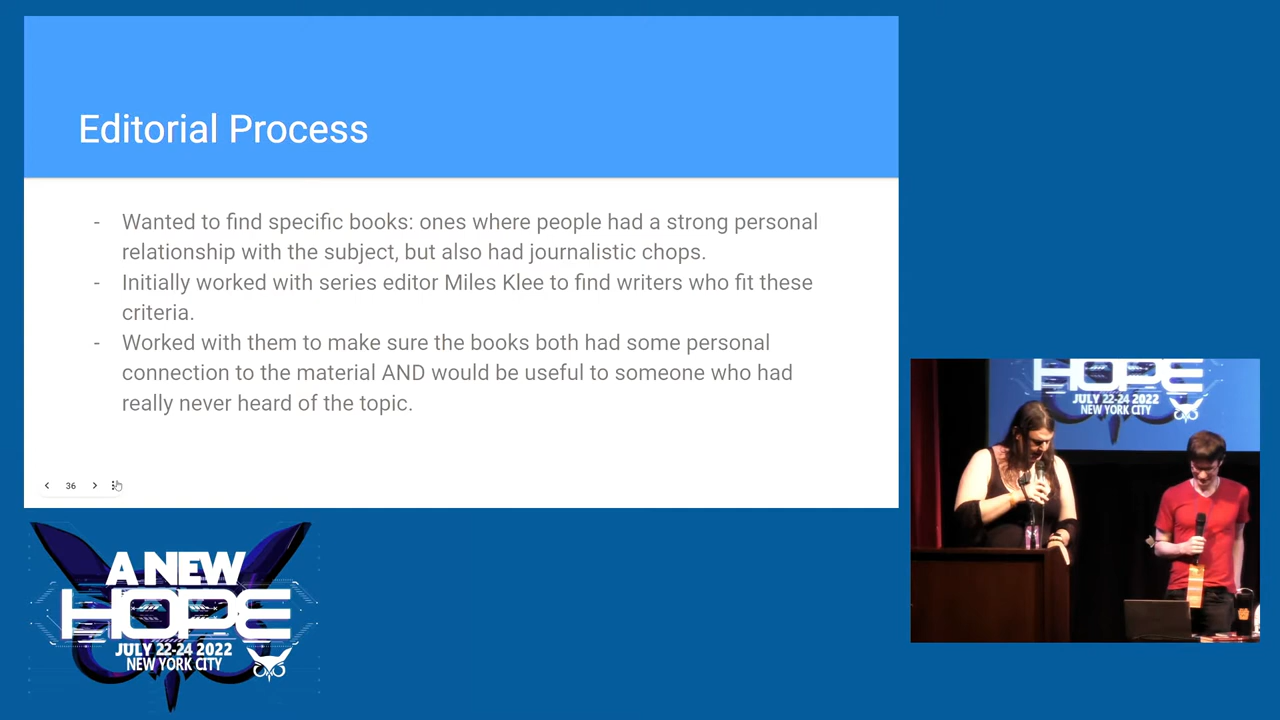 Editorial Process
- Wanted to find specific books: ones where people had a strong personal
relationship with the subject, but also had journalistic chops.
- Initially worked with series editor Miles Klee to find writers who fit these
criteria.
- Worked with them to make sure the books both had some personal
connection to the material AND would be useful to someone who had
really never heard of the topic.
36
A NEW
HOPE
JULY 22-24 2022
NEW YORK CITY
HOPE
JULY 22-24 2022
NEW YORK CITY